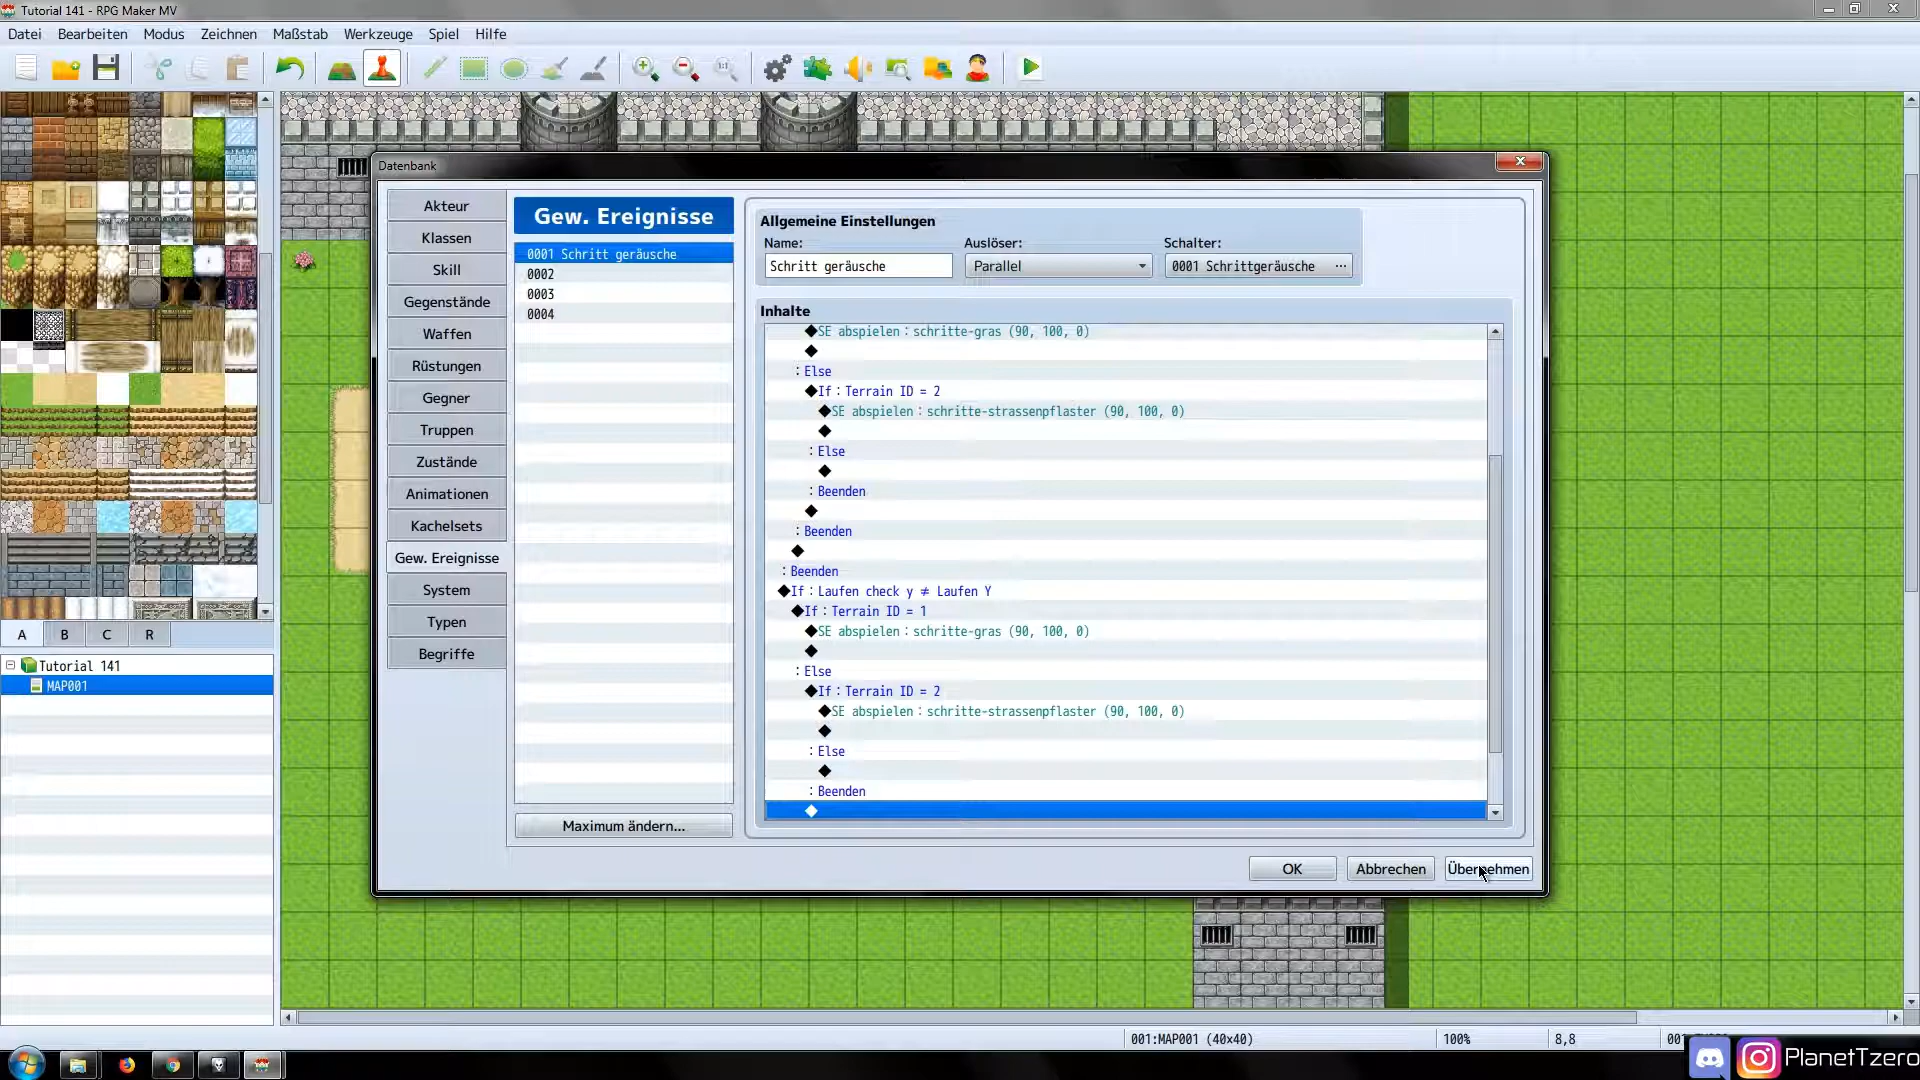 Tutorial 141 - RPG Maker MV
Datei Bearbeiten Modus Zeichnen Maßstab Werkzeuge Spiel Hilfe
1:1
Datenbank
Akteur
Klassen
Skill
Gegenstände
Waffen
Rüstungen
Gegner
Truppen
Zustände
Animationen
Kachelsets
Gew. Ereignisse
System
Typen
Begriffe
Gew. Ereignisse
0001 Schritt geräusche
0002
0003
0004
Maximum ändern...
Allgemeine Einstellungen
Name: Auslöser: Schalter:
Schritt geräusche Parallel 0001 Schrittgeräusche ...
Inhalte
◆SE abspielen：schritte-gras (90, 100, 0)
◆
：Else
◆If：Terrain ID = 2
◆SE abspielen：schritte-strassenpflaster (90, 100, 0)
◆
：Else
◆
：Beenden
◆
：Beenden
◆
：Beenden
◆If：Laufen check y ≠ Laufen Y
◆If：Terrain ID = 1
◆SE abspielen：schritte-gras (90, 100, 0)
◆
：Else
◆If：Terrain ID = 2
◆SE abspielen：schritte-strassenpflaster (90, 100, 0)
◆
：Else
◆
：Beenden
◆
OK Abbrechen Übernehmen
A B C R
Tutorial 141
MAP001
001:MAP001 (40x40) 100% 8,8
PlanetTzero